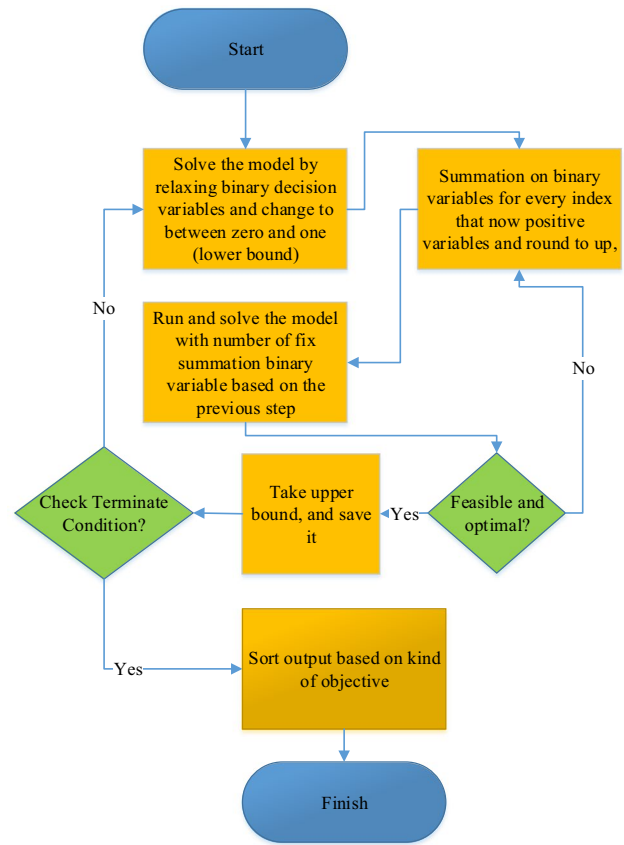 Start
Solve the model by
relaxing binary decision
variables and change to
between zero and one
(lower bound)
Summation on binary
variables for every index
that now positive
variables and round to up,
No
Run and solve the model
with number of fix
summation binary
variable based on the
previous step
No
Check Terminate
Condition?
Take upper
bound, and save
it
Yes
Feasible and
optimal?
Yes
Sort output based on kind
of objective
Finish